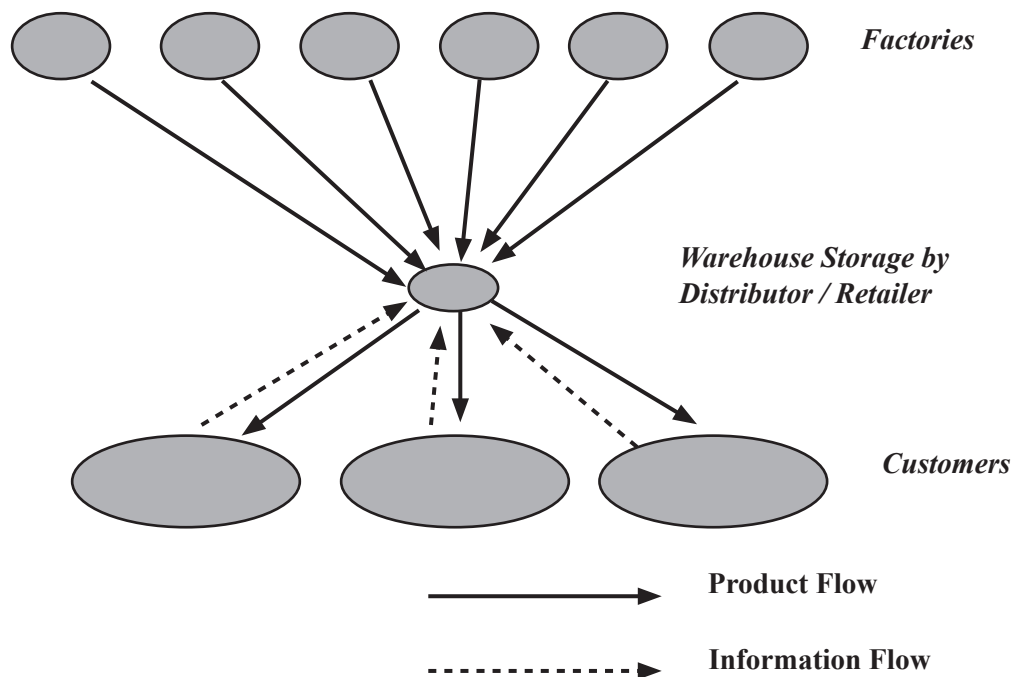 Factories
Warehouse Storage by
Distributor / Retailer
Customers
Product Flow
Information Flow